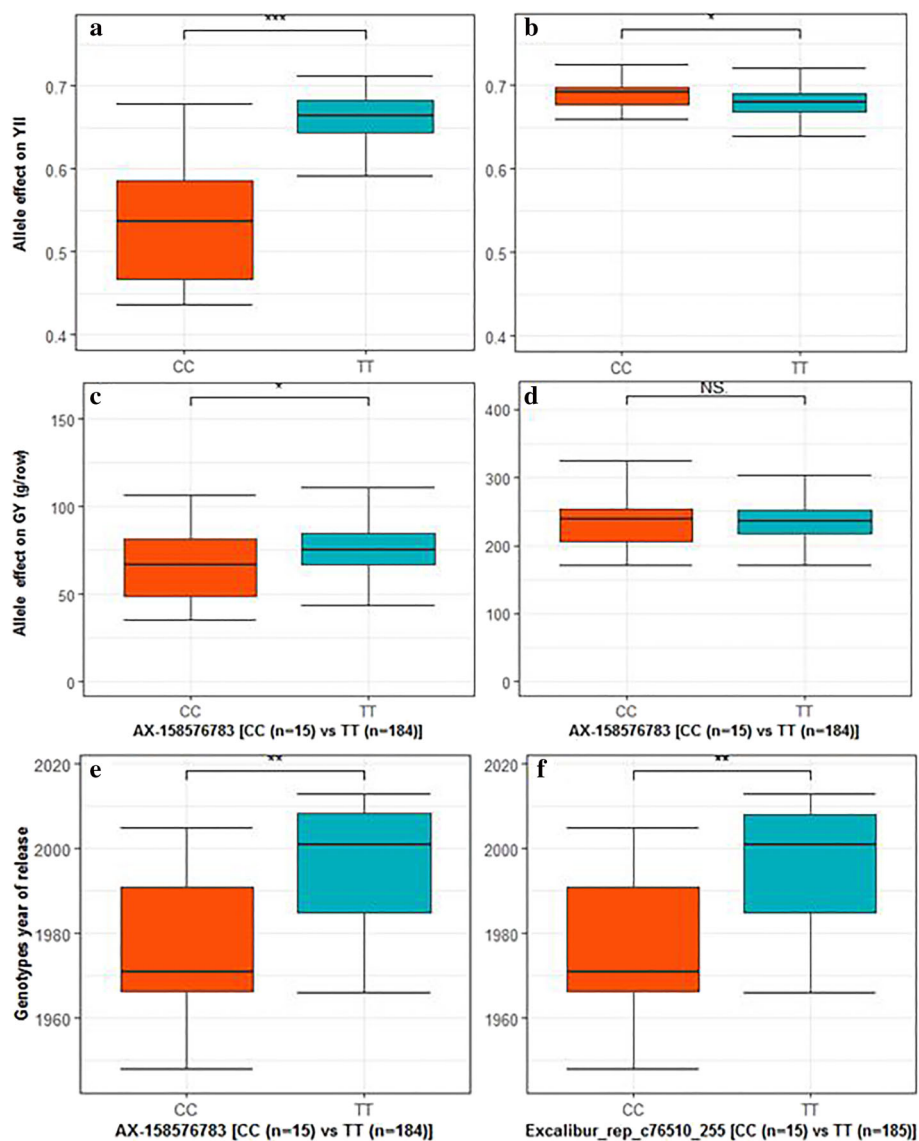 a
***
b
*
Allele effect on YII
0.7
0.6
0.5
0.4
CC
TT
0.7
0.6
0.5
0.4
CC
TT
c
*
d
NS.
Allele effect on GY (g/row)
150
100
50
0
CC
TT
400
300
200
100
0
CC
TT
AX-158576783 [CC (n=15) vs TT (n=184)]
AX-158576783 [CC (n=15) vs TT (n=184)]
e
**
f
**
Genotypes year of release
2020
2000
1980
1960
CC
TT
2020
2000
1980
1960
CC
TT
AX-158576783 [CC (n=15) vs TT (n=184)]
Excalibur_rep_c76510_255 [CC (n=15) vs TT (n=185)]